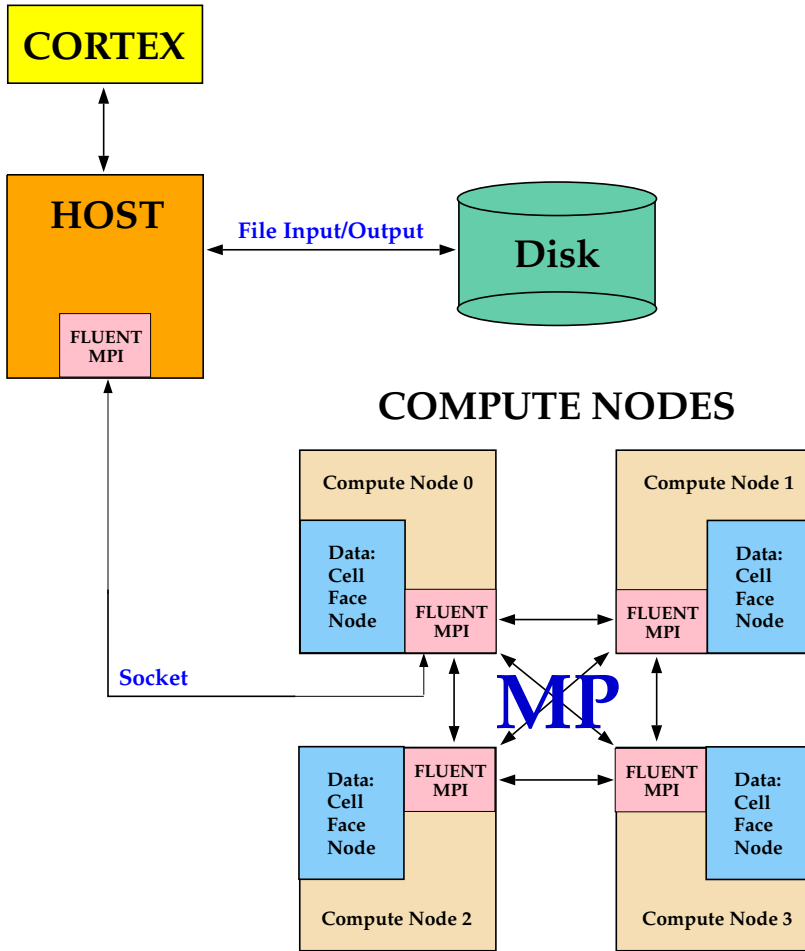 CORTEX
HOST
File Input/Output
Disk
FLUENT
MPI
COMPUTE NODES
Compute Node 0
Data:
Cell
Face
Node
FLUENT
MPI
Compute Node 1
Data:
Cell
Face
Node
FLUENT
MPI
Socket
MP
Data:
Cell
Face
Node
FLUENT
MPI
Compute Node 2
FLUENT
MPI
Data:
Cell
Face
Node
Compute Node 3